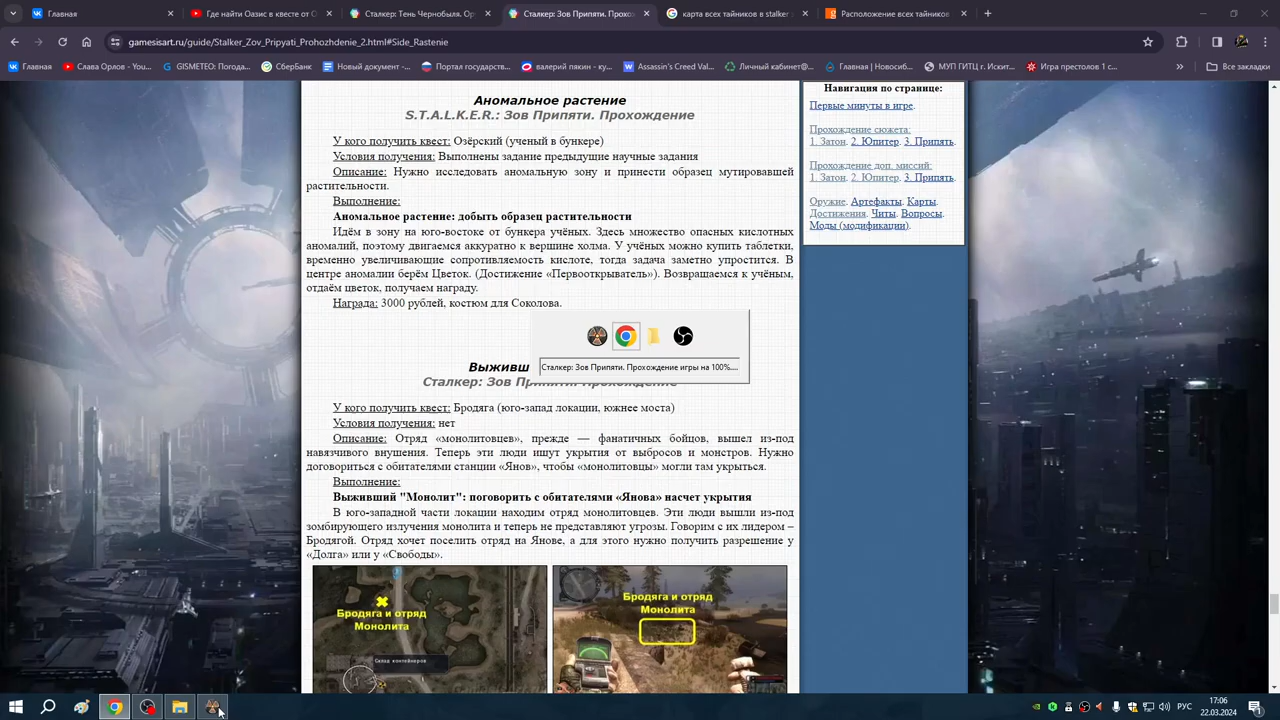 Главная
Где найти Оазис в квесте от О
Сталкер: Тень Чернобыля. Ор
Сталкер: Зов Припяти. Прохо
карта всех тайников в stalker
Расположение всех тайников
gamesisart.ru/guide/Stalker_Zov_Pripyati_Prohozhdenie_2.html#Side_Rastenie
Главная
Слава Орлов - You...
GISMETEO: Погода...
СберБанк
Новый документ -...
Портал государств...
валерий пякин - ку...
Assassin's Creed Val...
Личный кабинет@...
Главная | Новосиб...
МУП ГИТЦ г. Искит...
Игра престолов 1 с...
Все закладки
Аномальное растение
S.T.A.L.K.E.R.: Зов Припяти. Прохождение
У кого получить квест: Озёрский (ученый в бункере)
Условия получения: Выполнены задание предыдущие научные задания
Описание: Нужно исследовать аномальную зону и принести образец мутировавшей
растительности.
Выполнение:
Аномальное растение: добыть образец растительности
Идём в зону на юго-востоке от бункера учёных. Здесь множество опасных кислотных
аномалий, поэтому двигаемся аккуратно к вершине холма. У учёных можно купить таблетки,
временно увеличивающие сопротивляемость кислоте, тогда задача заметно упростится. В
центре аномалии берём Цветок. (Достижение «Первооткрыватель»). Возвращаемся к учёным,
отдаём цветок, получаем награду.
Награда: 3000 рублей, костюм для Соколова.
Сталкер: Зов Припяти. Прохождение игры на 100%....
Выживш
Сталкер: Зов Припяти. Прохождение
У кого получить квест: Бродяга (юго-запад локации, южнее моста)
Условия получения: нет
Описание: Отряд «монолитовцев», прежде — фанатичных бойцов, вышел из-под
навязчивого внушения. Теперь эти люди ищут укрытия от выбросов и монстров. Нужно
договориться с обитателями станции «Янов», чтобы «монолитовцы» могли там укрыться.
Выполнение:
Выживший "Монолит": поговорить с обитателями «Янова» насчет укрытия
В юго-западной части локации находим отряд монолитовцев. Эти люди вышли из-под
зомбирующего излучения монолита и теперь не представляют угрозы. Говорим с их лидером –
Бродягой. Отряд хочет поселить отряд на Янове, а для этого нужно получить разрешение у
«Долга» или у «Свободы».
Бродяга и отряд
Монолита
Склад контейнеров
Бродяга и отряд
Монолита
Навигация по странице:
Первые минуты в игре.
Прохождение сюжета:
1. Затон. 2. Юпитер. 3. Припять.
Прохождение доп. миссий:
1. Затон. 2. Юпитер. 3. Припять.
Оружие. Артефакты. Карты.
Достижения. Читы. Вопросы.
Моды (модификации).
РУС
17:06
22.03.2024